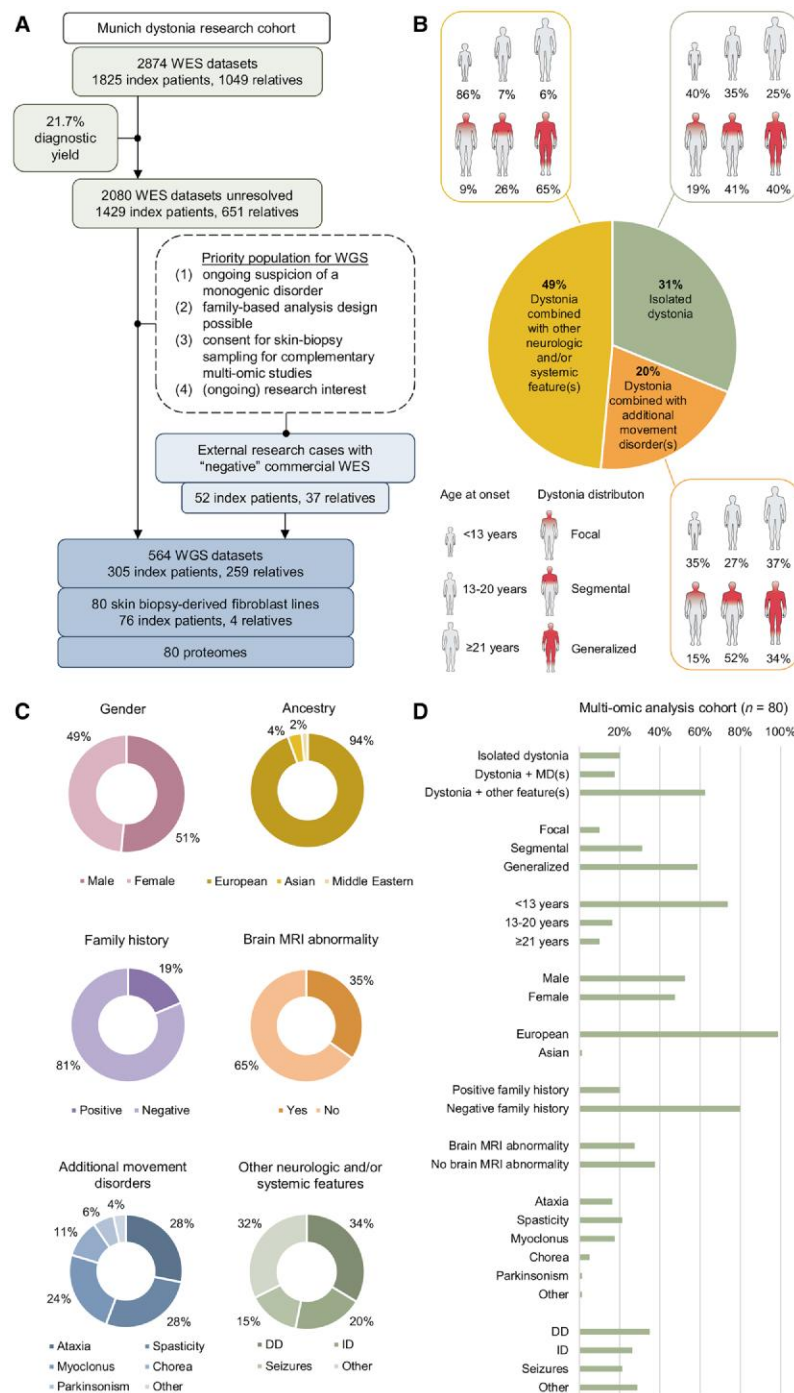 A
Munich dystonia research cohort
2874 WES datasets
1825 index patients, 1049 relatives
21.7%
diagnostic
yield
2080 WES datasets unresolved
1429 index patients, 651 relatives
Priority population for WGS
(1) ongoing suspicion of a
monogenic disorder
(2) family-based analysis design
possible
(3) consent for skin-biopsy
sampling for complementary
multi-omic studies
(4) (ongoing) research interest
External research cases with
"negative" commercial WES
52 index patients, 37 relatives
564 WGS datasets
305 index patients, 259 relatives
80 skin biopsy-derived fibroblast lines
76 index patients, 4 relatives
80 proteomes
B
86% 7% 6%
9% 26% 65%
40% 35% 25%
19% 41% 40%
49%
Dystonia
combined
with other
neurologic
and/or
systemic
feature(s)
31%
Isolated
dystonia
20%
Dystonia
combined with
additional
movement
disorder(s)
Age at onset Dystonia distributon
<13 years Focal
13-20 years Segmental
≥21 years Generalized
35% 27% 37%
15% 52% 34%
C
Gender
49%
51%
Male Female
Ancestry
4% 2% 94%
European Asian Middle Eastern
Family history
19%
81%
Positive Negative
Brain MRI abnormality
35%
65%
Yes No
Additional movement
disorders
4%
6%
11%
28%
24%
28%
Ataxia Spasticity
Myoclonus Chorea
Parkinsonism Other
Other neurologic and/or
systemic features
32% 34%
15% 20%
DD ID
Seizures Other
D
Multi-omic analysis cohort (n = 80)
20% 40% 60% 80% 100%
Isolated dystonia
Dystonia + MD(s)
Dystonia + other feature(s)
Focal
Segmental
Generalized
<13 years
13-20 years
≥21 years
Male
Female
European
Asian
Positive family history
Negative family history
Brain MRI abnormality
No brain MRI abnormality
Ataxia
Spasticity
Myoclonus
Chorea
Parkinsonism
Other
DD
ID
Seizures
Other